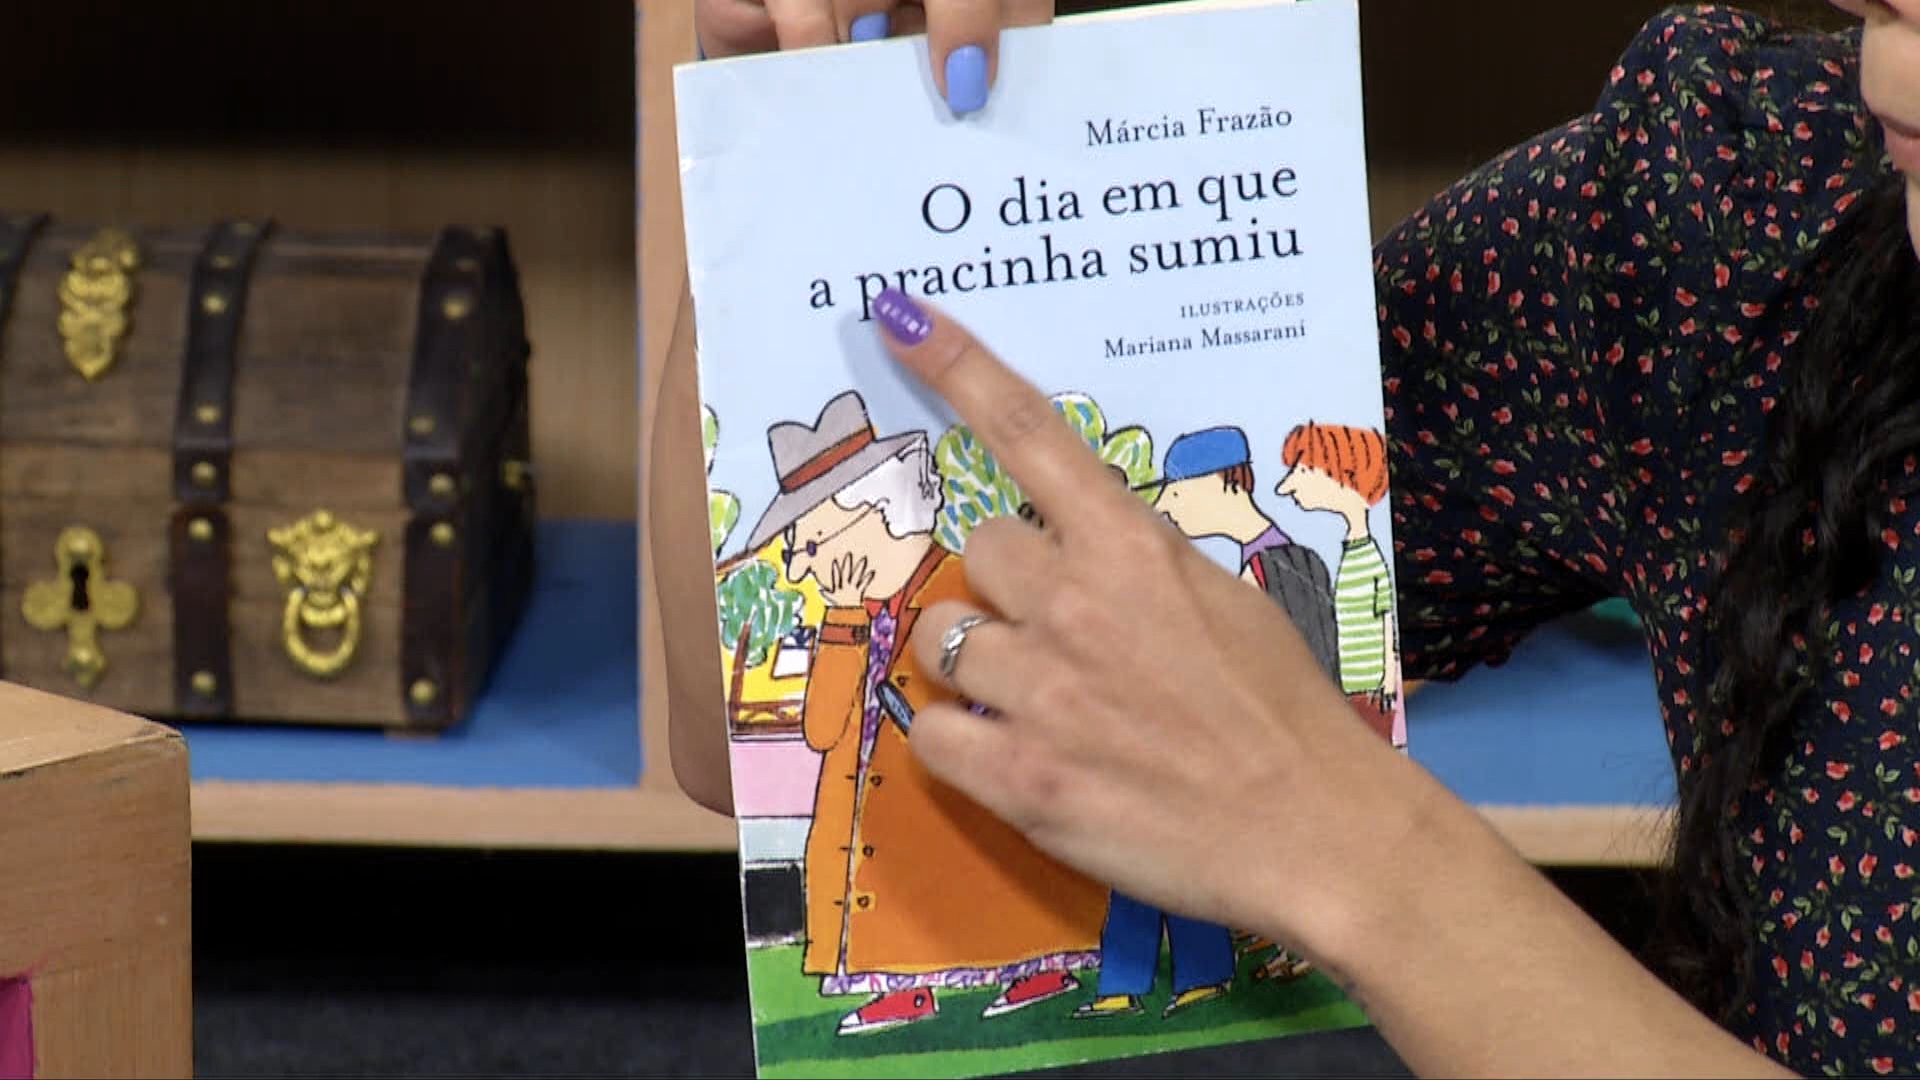 Márcia Frazão
O dia em que
a pracinha sumiu
ILUSTRAÇÕES
Mariana Massarani